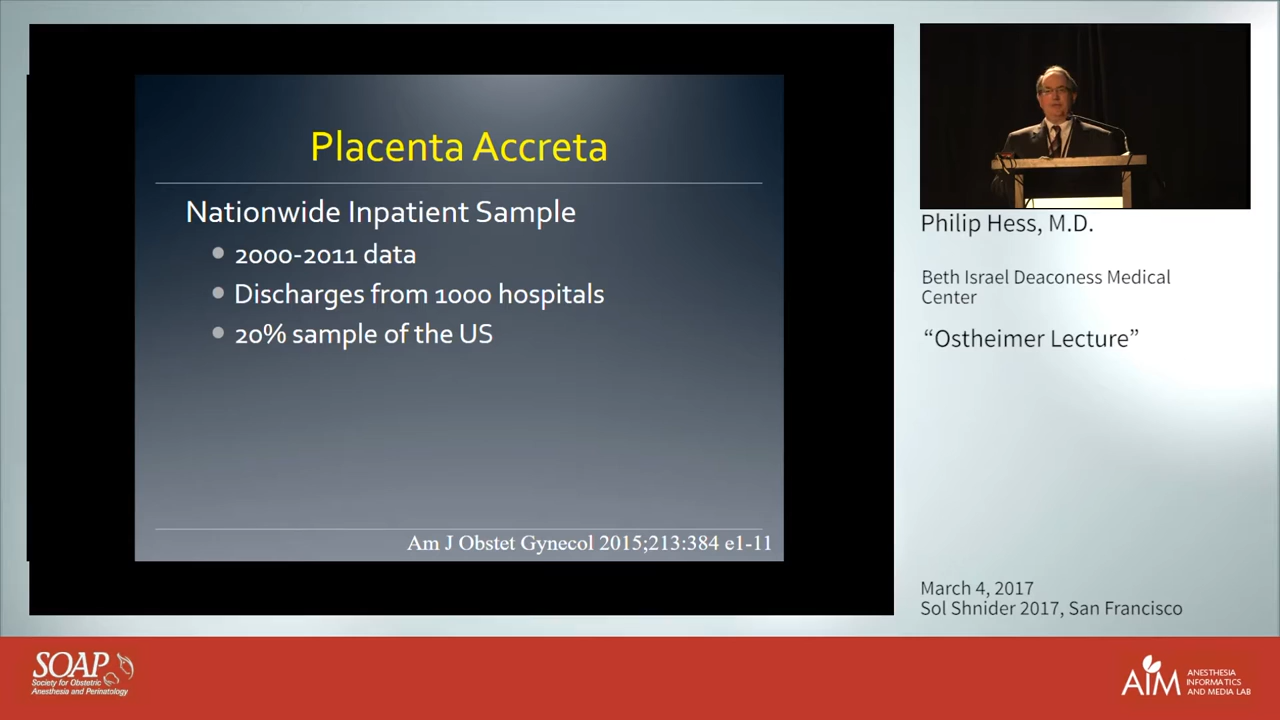 Placenta Accreta
Nationwide Inpatient Sample
2000-2011 data
Discharges from 1000 hospitals
20% sample of the US
Am J Obstet Gynecol 2015;213:384 e1-11
Philip Hess, M.D.
Beth Israel Deaconess Medical
Center
“Ostheimer Lecture”
March 4, 2017
Sol Shnider 2017, San Francisco
SOAP
Society for Obstetric
Anesthesia and Perinatology
AIM
ANESTHESIA
INFORMATICS
AND MEDIA LAB